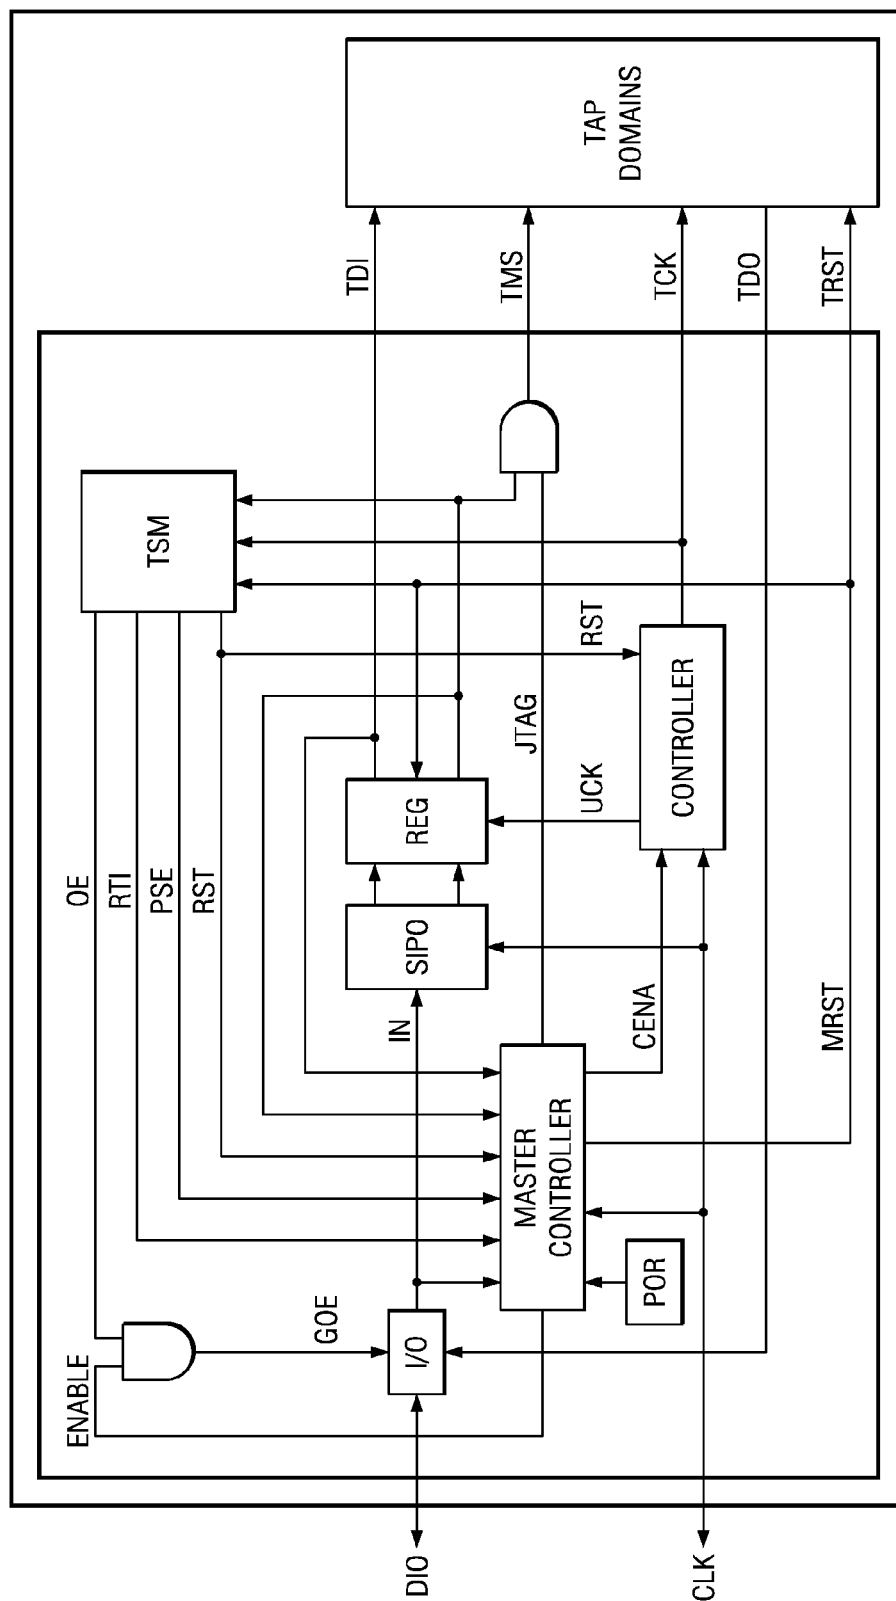 TAP
DOMAINS
TDI
TMS
TCK
TDO
TRST
TSM
OE
RTI
PSE
RST
RST
JTAG
REG
UCK
CONTROLLER
SIPO
IN
CENA
MRST
MASTER
CONTROLLER
POR
GOE
I/O
ENABLE
DIO
CLK